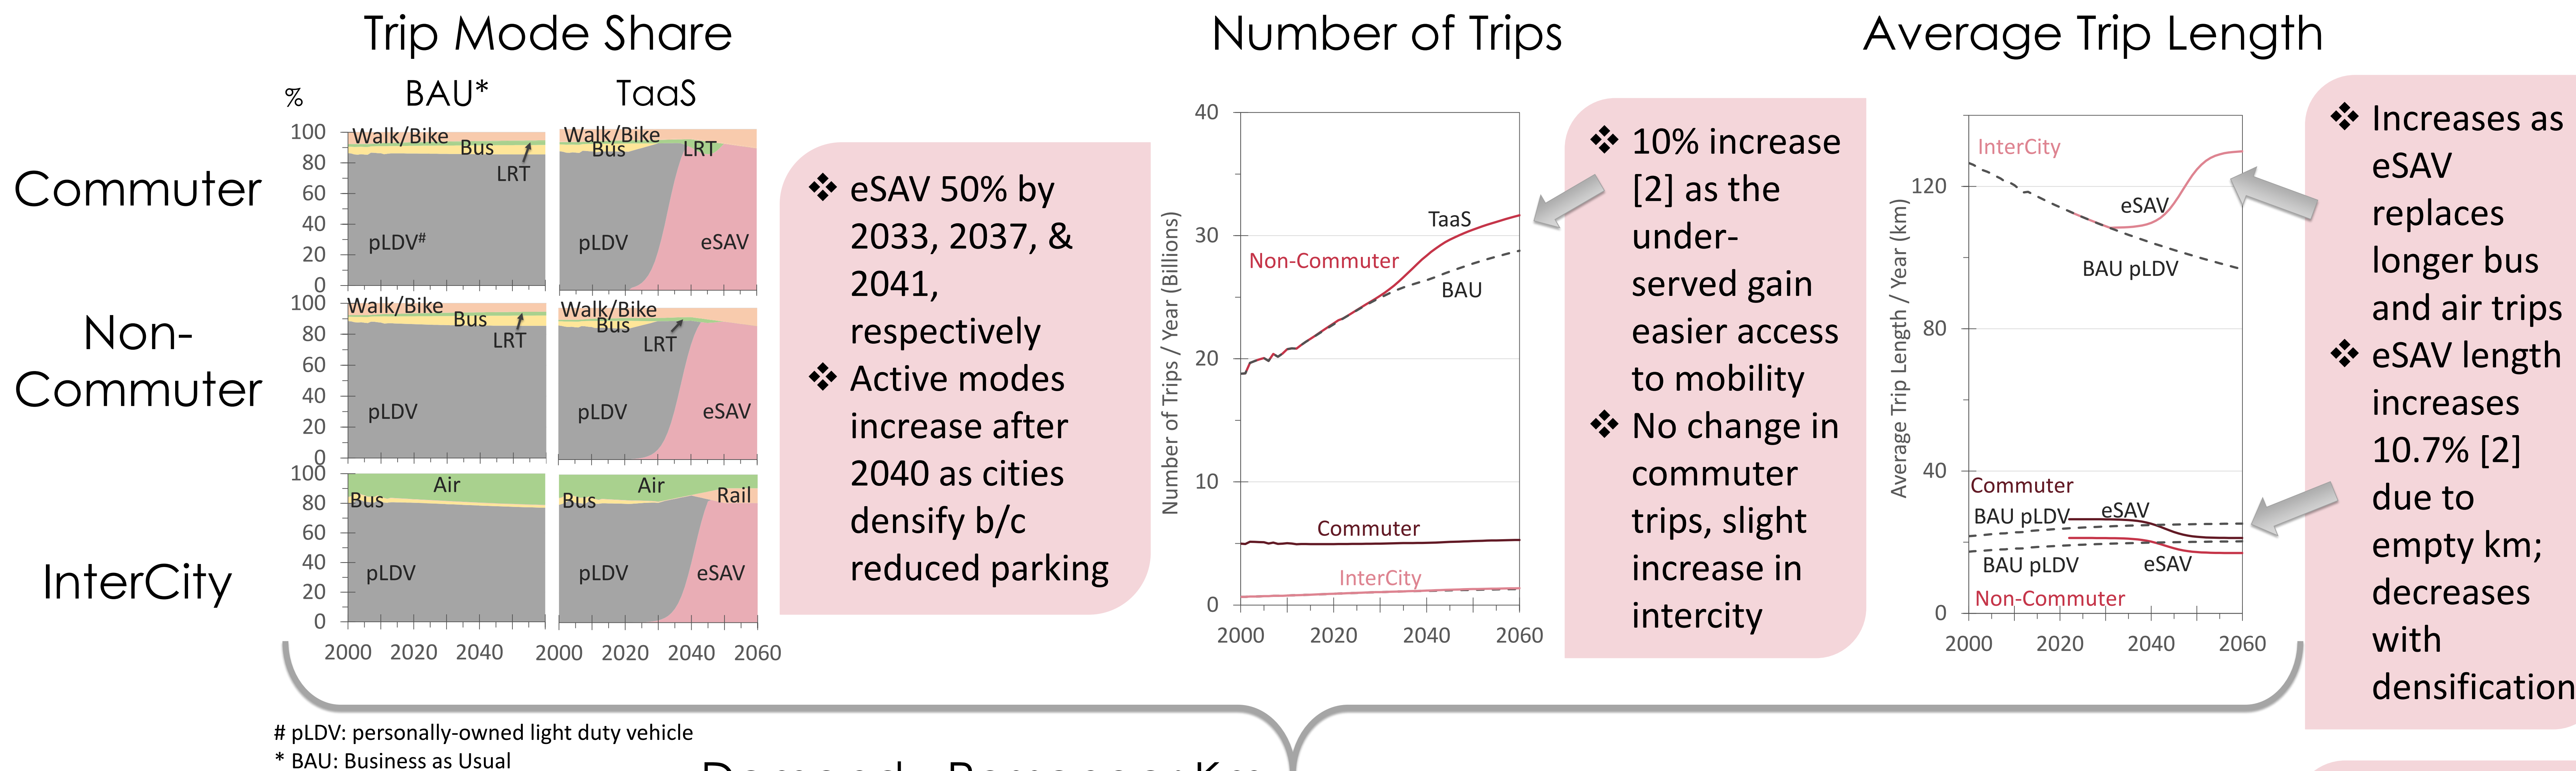 Trip Mode Share
Number of Trips
Average Trip Length
%
BAU*
TaaS
Commuter
100
80
60
40
20
0
Walk/Bike
Bus
LRT
pLDV#
Walk/Bike
Bus
LRT
pLDV
eSAV
Non-
Commuter
100
80
60
40
20
0
Walk/Bike
Bus
LRT
pLDV
Walk/Bike
Bus
LRT
pLDV
eSAV
InterCity
100
80
60
40
20
0
Air
Bus
pLDV
Air
Bus
Rail
pLDV
eSAV
2000 2020 2040 2000 2020 2040 2060
❖ eSAV 50% by
2033, 2037, &
2041,
respectively
❖ Active modes
increase after
2040 as cities
densify b/c
reduced parking
Number of Trips / Year (Billions)
40
30
20
10
0
TaaS
Non-Commuter
BAU
Commuter
InterCity
2000 2020 2040 2060
❖ 10% increase
[2] as the
under-
served gain
easier access
to mobility
❖ No change in
commuter
trips, slight
increase in
intercity
Average Trip Length / Year (km)
120
80
40
0
InterCity
eSAV
BAU pLDV
Commuter
BAU pLDV
eSAV
BAU pLDV
eSAV
Non-Commuter
2000 2020 2040 2060
❖ Increases as
eSAV
replaces
longer bus
and air trips
❖ eSAV length
increases
10.7% [2]
due to
empty km;
decreases
with
densification
# pLDV: personally-owned light duty vehicle
* BAU: Business as Usual